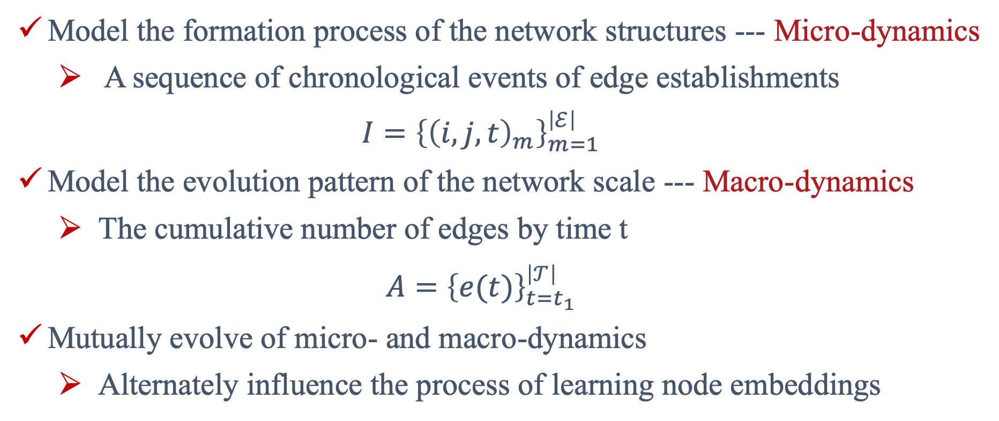 ✓ Model the formation process of the network structures --- Micro-dynamics
➢ A sequence of chronological events of edge establishments
I = {(i, j, t)_m}_{m=1}^{|ℰ|}
✓ Model the evolution pattern of the network scale --- Macro-dynamics
➢ The cumulative number of edges by time t
A = {e(t)}_{t=t_1}^{|𝒯|}
✓ Mutually evolve of micro- and macro-dynamics
➢ Alternately influence the process of learning node embeddings